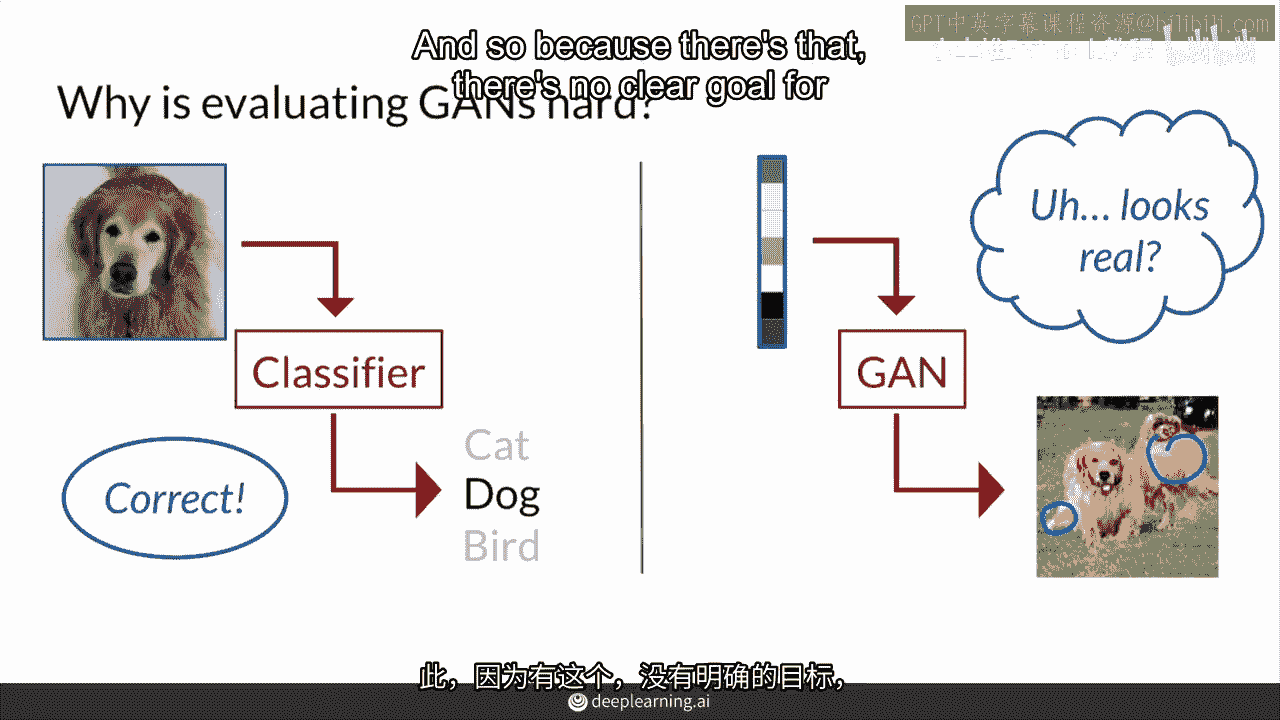 GPT中英字幕课程资源@bilibili.com
And so because there's that,
there's no clear goal for
Why is evaluating GANs hard?
Uh... looks
real?
Classifier
GAN
Cat
Dog
Bird
Correct!
此，因为有这个，没有明确的目标，
deeplearning.ai